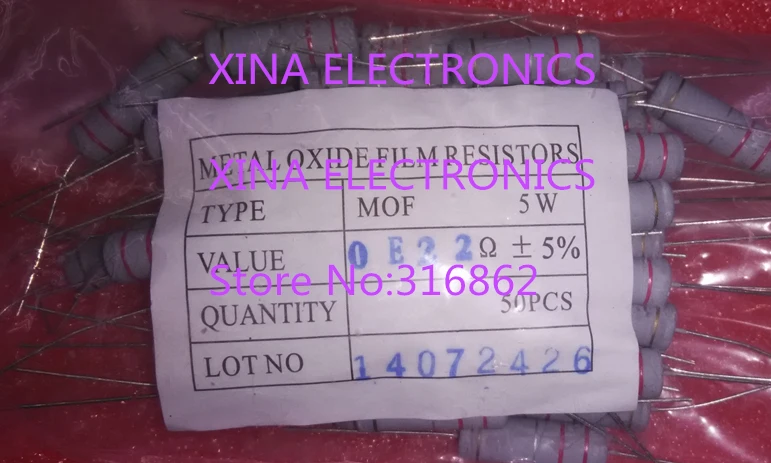 XINA ELECTRONICS
METAL OXIDE FILM RESISTORS
XINA ELECTRONICS
TYPE MOF 5W
VALUE 0E22 Ω ± 5%
Store No:316862
QUANTITY 50PCS
LOT NO 14072426